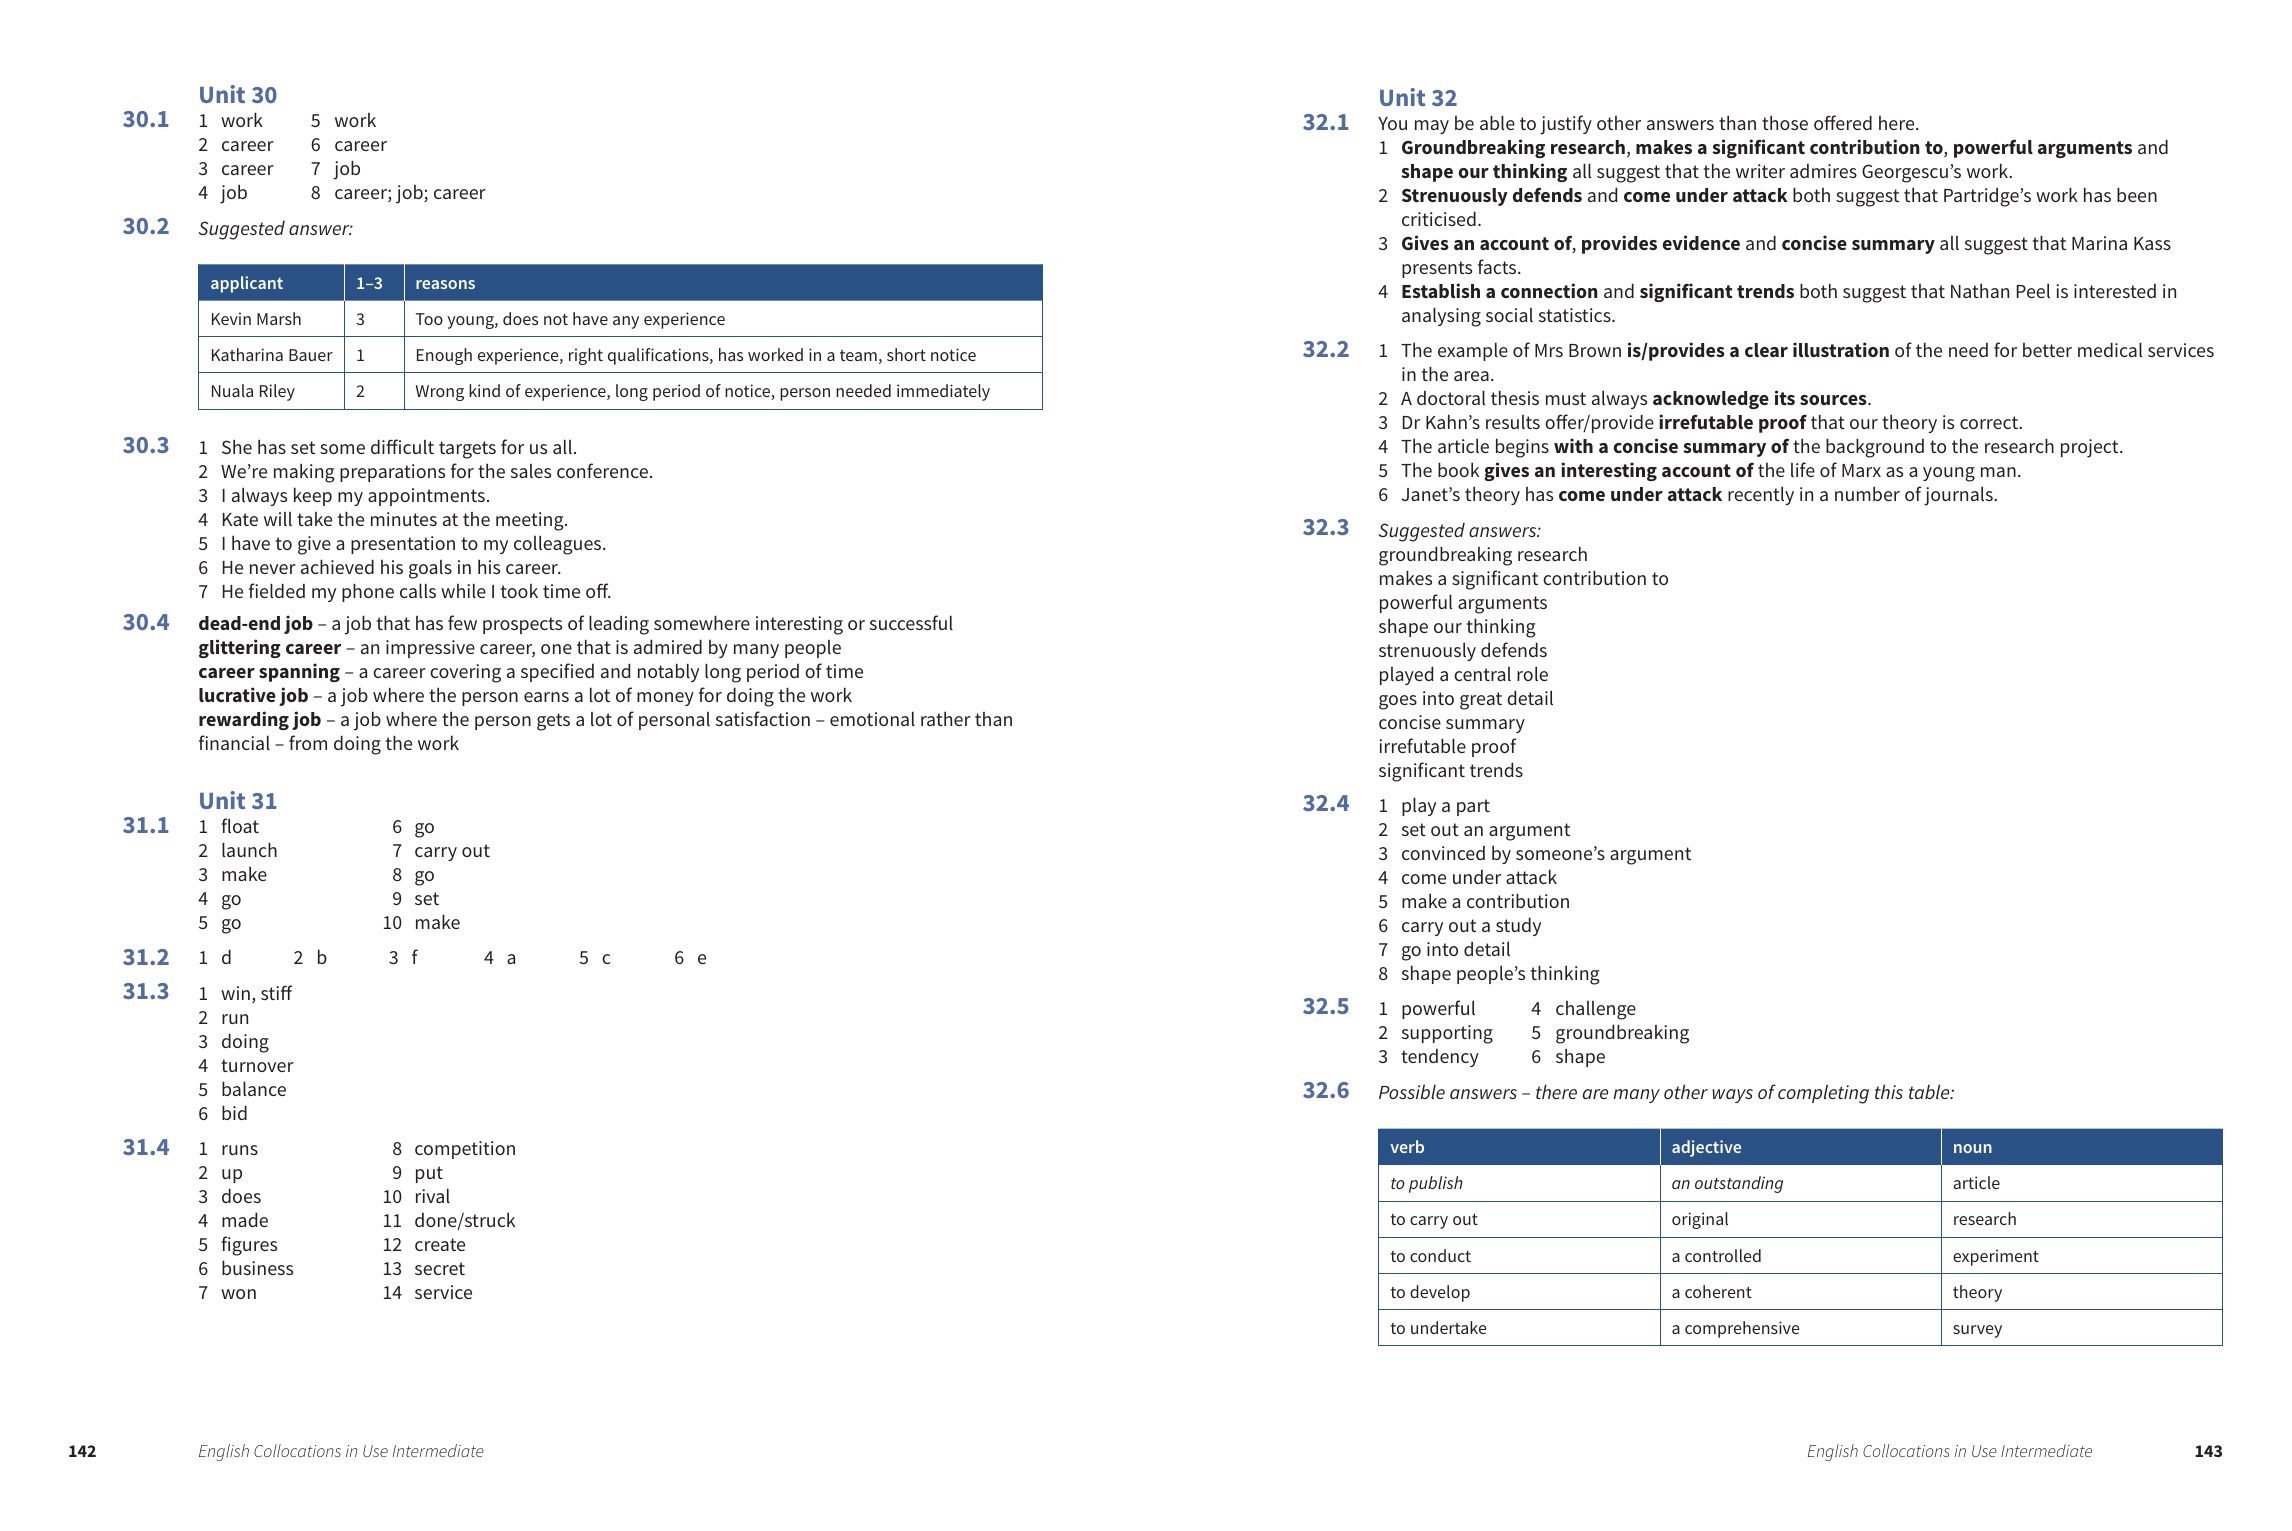 Unit 30
30.1 1 work 5 work
2 career 6 career
3 career 7 job
4 job 8 career; job; career
30.2 Suggested answer:
applicant 1–3 reasons
Kevin Marsh 3 Too young, does not have any experience
Katharina Bauer 1 Enough experience, right qualifications, has worked in a team, short notice
Nuala Riley 2 Wrong kind of experience, long period of notice, person needed immediately
30.3 1 She has set some difficult targets for us all.
2 We’re making preparations for the sales conference.
3 I always keep my appointments.
4 Kate will take the minutes at the meeting.
5 I have to give a presentation to my colleagues.
6 He never achieved his goals in his career.
7 He fielded my phone calls while I took time off.
30.4 dead-end job – a job that has few prospects of leading somewhere interesting or successful
glittering career – an impressive career, one that is admired by many people
career spanning – a career covering a specified and notably long period of time
lucrative job – a job where the person earns a lot of money for doing the work
rewarding job – a job where the person gets a lot of personal satisfaction – emotional rather than
financial – from doing the work
Unit 31
31.1 1 float 6 go
2 launch 7 carry out
3 make 8 go
4 go 9 set
5 go 10 make
31.2 1 d 2 b 3 f 4 a 5 c 6 e
31.3 1 win, stiff
2 run
3 doing
4 turnover
5 balance
6 bid
31.4 1 runs 8 competition
2 up 9 put
3 does 10 rival
4 made 11 done/struck
5 figures 12 create
6 business 13 secret
7 won 14 service
142 English Collocations in Use Intermediate
Unit 32
32.1 You may be able to justify other answers than those offered here.
1 Groundbreaking research, makes a significant contribution to, powerful arguments and
shape our thinking all suggest that the writer admires Georgescu’s work.
2 Strenuously defends and come under attack both suggest that Partridge’s work has been
criticised.
3 Gives an account of, provides evidence and concise summary all suggest that Marina Kass
presents facts.
4 Establish a connection and significant trends both suggest that Nathan Peel is interested in
analysing social statistics.
32.2 1 The example of Mrs Brown is/provides a clear illustration of the need for better medical services
in the area.
2 A doctoral thesis must always acknowledge its sources.
3 Dr Kahn’s results offer/provide irrefutable proof that our theory is correct.
4 The article begins with a concise summary of the background to the research project.
5 The book gives an interesting account of the life of Marx as a young man.
6 Janet’s theory has come under attack recently in a number of journals.
32.3 Suggested answers:
groundbreaking research
makes a significant contribution to
powerful arguments
shape our thinking
strenuously defends
played a central role
goes into great detail
concise summary
irrefutable proof
significant trends
32.4 1 play a part
2 set out an argument
3 convinced by someone’s argument
4 come under attack
5 make a contribution
6 carry out a study
7 go into detail
8 shape people’s thinking
32.5 1 powerful 4 challenge
2 supporting 5 groundbreaking
3 tendency 6 shape
32.6 Possible answers – there are many other ways of completing this table:
verb adjective noun
to publish an outstanding article
to carry out original research
to conduct a controlled experiment
to develop a coherent theory
to undertake a comprehensive survey
English Collocations in Use Intermediate 143